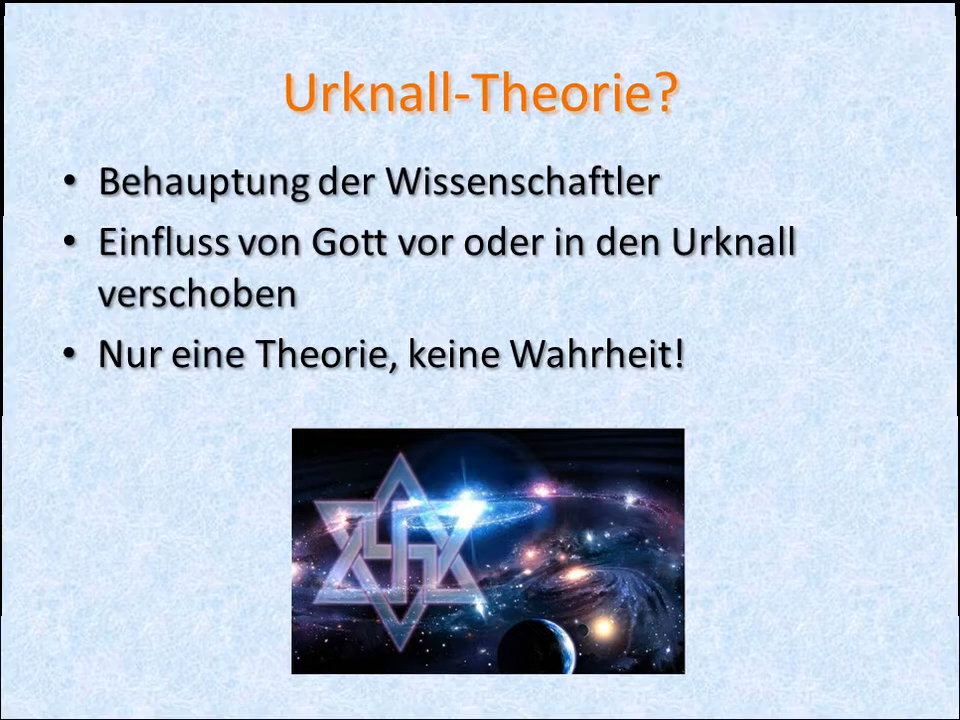 Urknall-Theorie?
• Behauptung der Wissenschaftler
• Einfluss von Gott vor oder in den Urknall
verschoben
• Nur eine Theorie, keine Wahrheit!